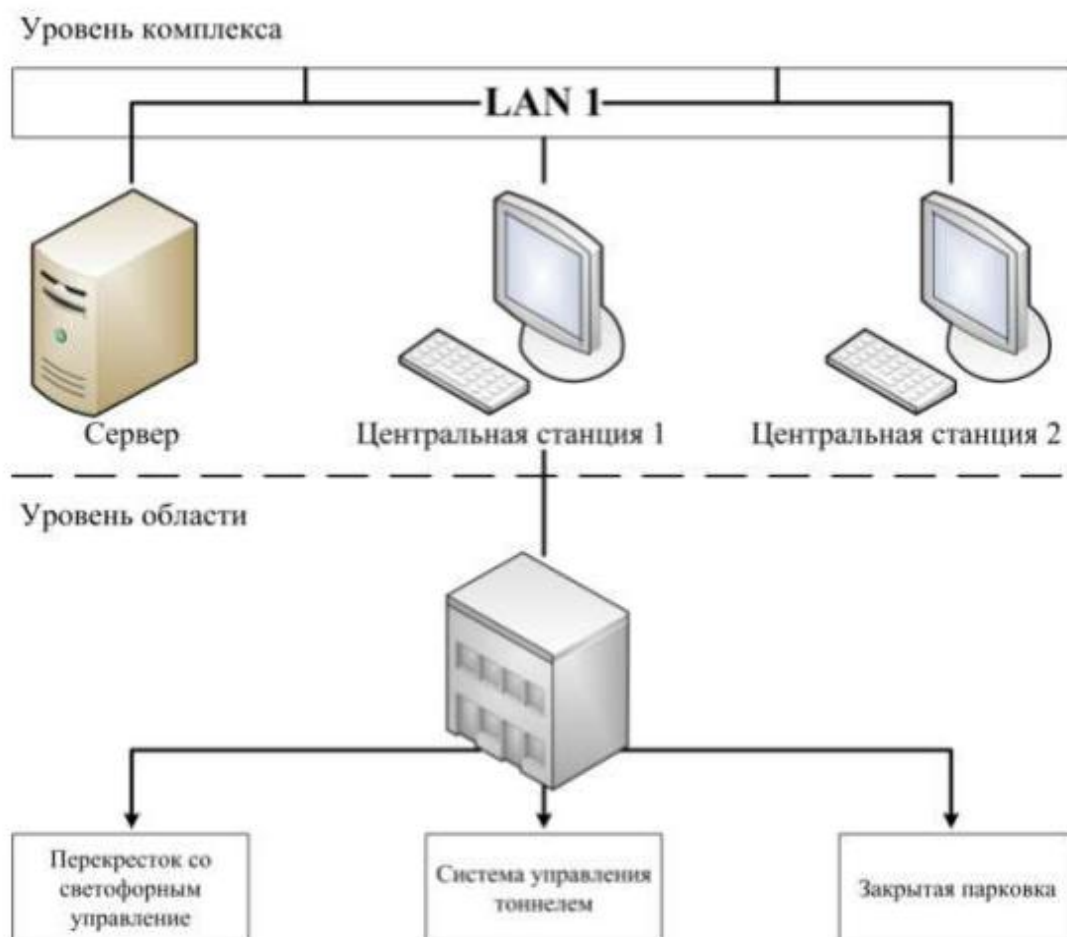 Уровень комплекса
LAN 1
Сервер
Центральная станция 1
Центральная станция 2
Уровень области
Перекресток со
светофорным
управление
Система управления
тоннелем
Закрытая парковка